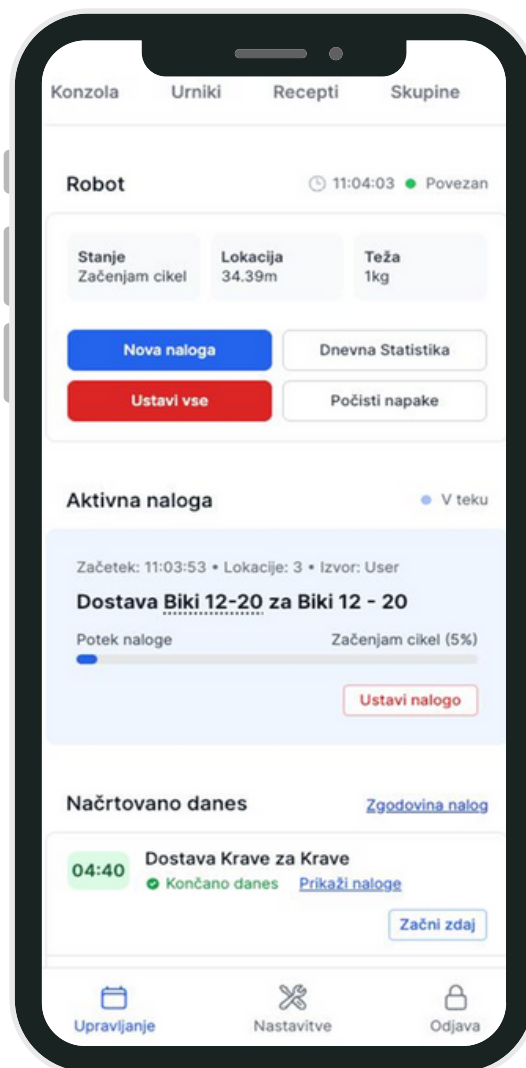 Konzola Urniki Recepti Skupine
Robot 11:04:03 Povezan
Stanje Lokacija Teža
Začenjam cikel 34.39m 1kg
Nova naloga Dnevna Statistika
Ustavi vse Počisti napake
Aktivna naloga V teku
Začetek: 11:03:53 • Lokacije: 3 • Izvor: User
Dostava Biki 12-20 za Biki 12 - 20
Potek naloge Začenjam cikel (5%)
Ustavi nalogo
Načrtovano danes Zgodovina nalog
04:40 Dostava Krave za Krave
Končano danes Prikaži naloge
Začni zdaj
Upravljanje Nastavitve Odjava